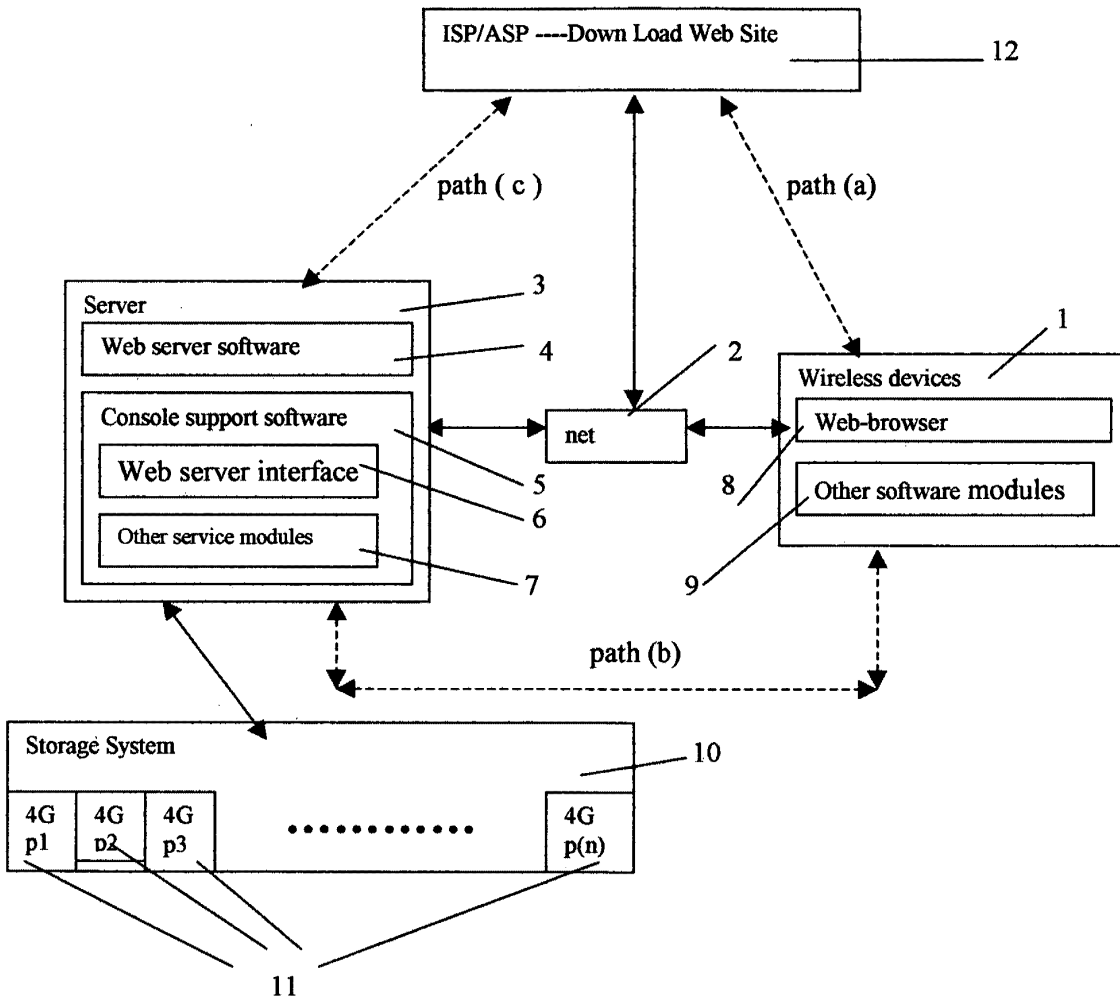 ISP/ASP ----Down Load Web Site
12
path ( c )
path (a)
Server
3
Web server software
4
Console support software
5
Web server interface
6
Other service modules
7
2
net
1
Wireless devices
Web-browser
8
Other software modules
9
path (b)
Storage System
10
4G
p1
4G
p2
4G
p3
4G
p(n)
11